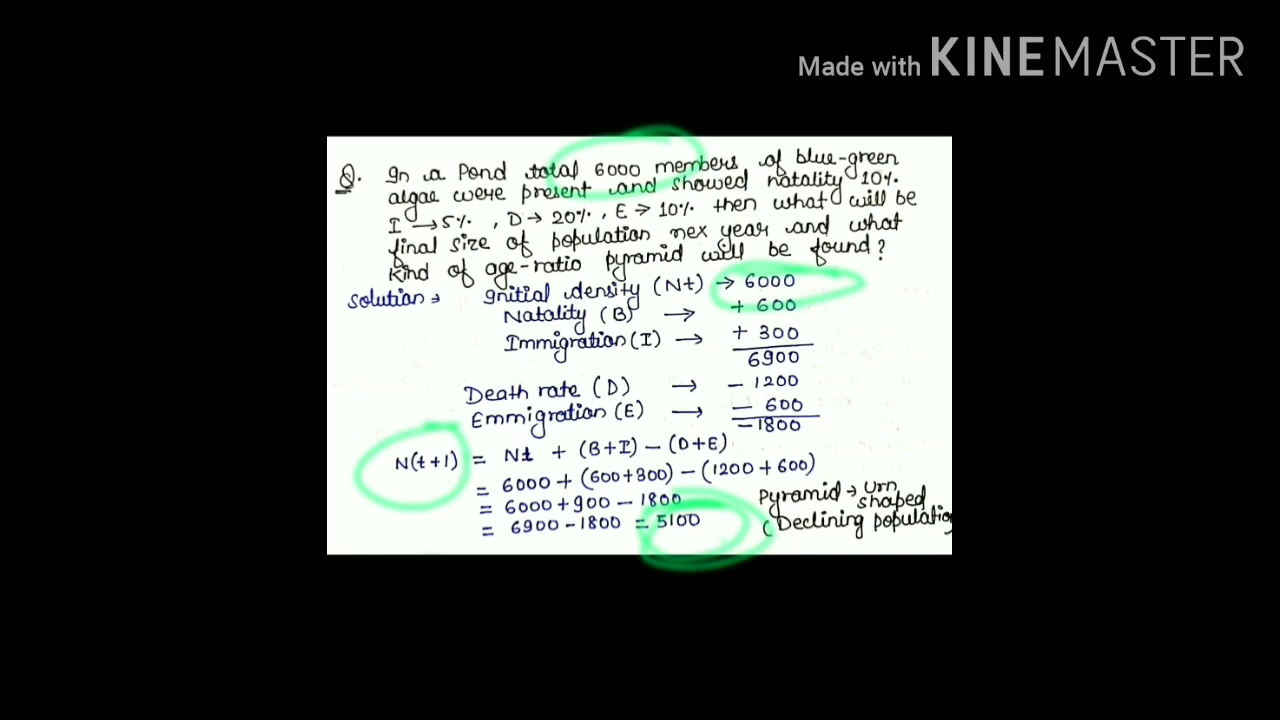 Made with KINEMASTER
Q. In a Pond total 6000 members of blue-green
algae were present and showed natality 10%.
I → 5% , D → 20% , E → 10% then what will be
final size of population nex year and what
Kind of age-ratio pyramid will be found?
Solution → Initial density (Nt) → 6000
Natality (B) → + 600
Immigration (I) → + 300
6900
Death rate (D) → - 1200
Emmigration (E) → - 600
-1800
N(t+1) = Nt + (B+I) - (D+E)
= 6000 + (600+300) - (1200 + 600)
= 6000 + 900 - 1800
= 6900 - 1800 = 5100
Pyramid → Urn
shaped
(Declining populatio